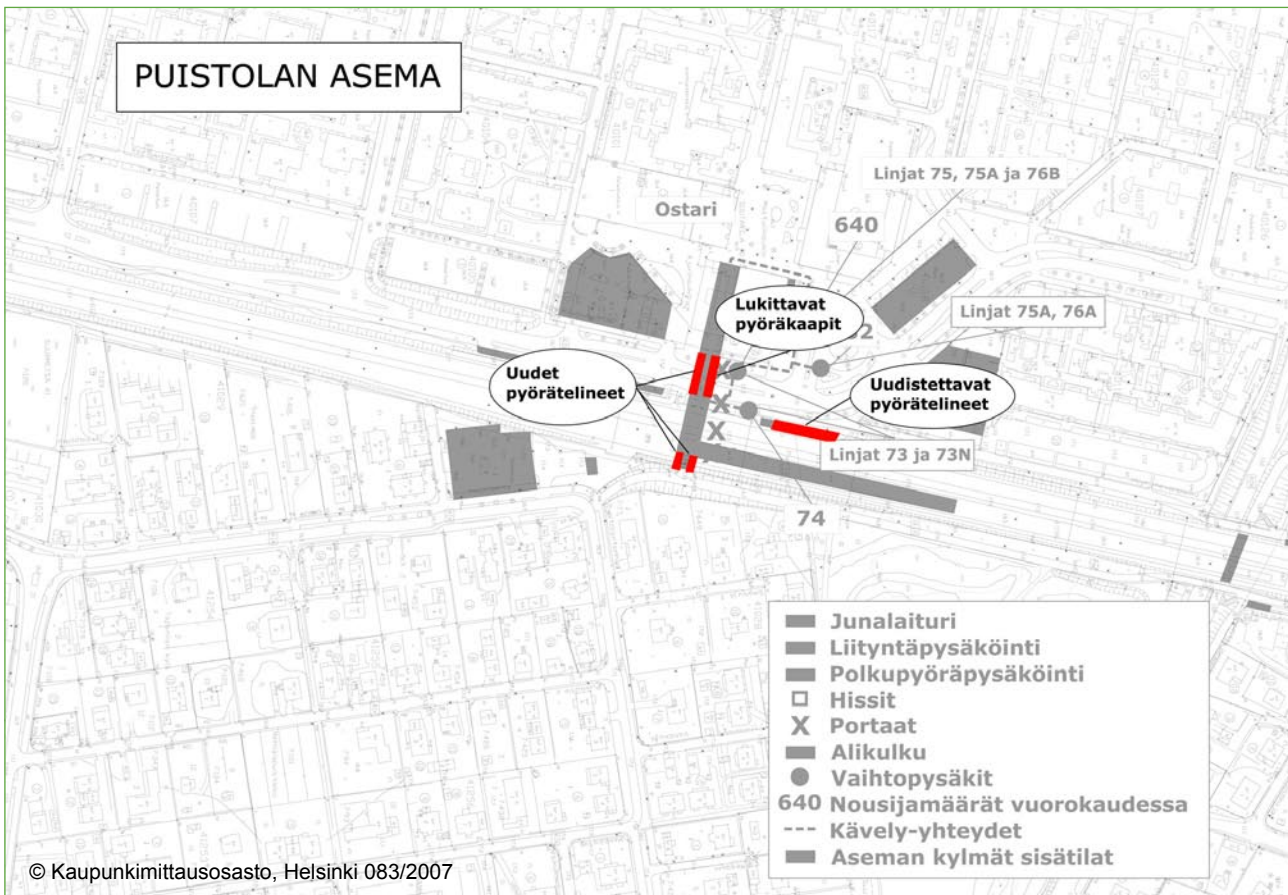 PUISTOLAN ASEMA
Linjat 75, 75A ja 76B
Ostari
640
Lukittavat
pyöräkaapit
Linjat 75A, 76A
Uudet
pyörätelineet
Uudistettavat
pyörätelineet
Linjat 73 ja 73N
74
Junalaituri
Liityntäpysäköinti
Polkupyöräpysäköinti
Hissit
X Portaat
Alikulku
Vaihtopysäkit
640 Nousijamäärät vuorokaudessa
Kävely-yhteydet
Aseman kylmät sisätilat
© Kaupunkimittausosasto, Helsinki 083/2007